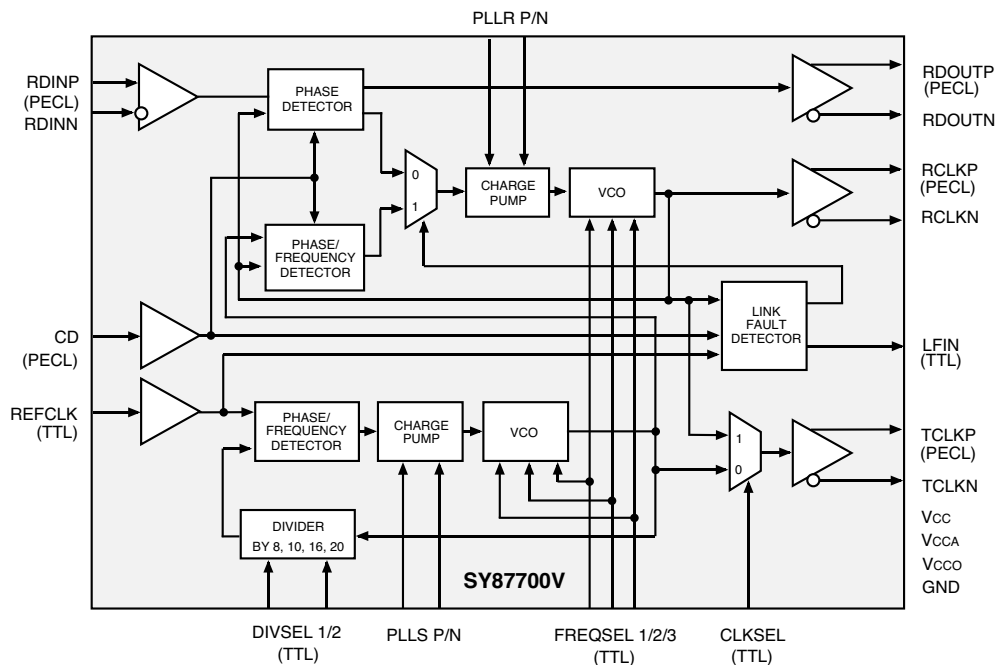 PLLR P/N
RDINP
(PECL)
RDINN
PHASE
DETECTOR
RDOUTP
(PECL)
RDOUTN
0
1
CHARGE
PUMP
VCO
RCLKP
(PECL)
RCLKN
PHASE/
FREQUENCY
DETECTOR
CD
(PECL)
LINK
FAULT
DETECTOR
LFIN
(TTL)
REFCLK
(TTL)
PHASE/
FREQUENCY
DETECTOR
CHARGE
PUMP
VCO
1
0
TCLKP
(PECL)
TCLKN
DIVIDER
BY 8, 10, 16, 20
SY87700V
VCC
VCCA
VCCO
GND
DIVSEL 1/2
(TTL)
PLLS P/N
FREQSEL 1/2/3
(TTL)
CLKSEL
(TTL)